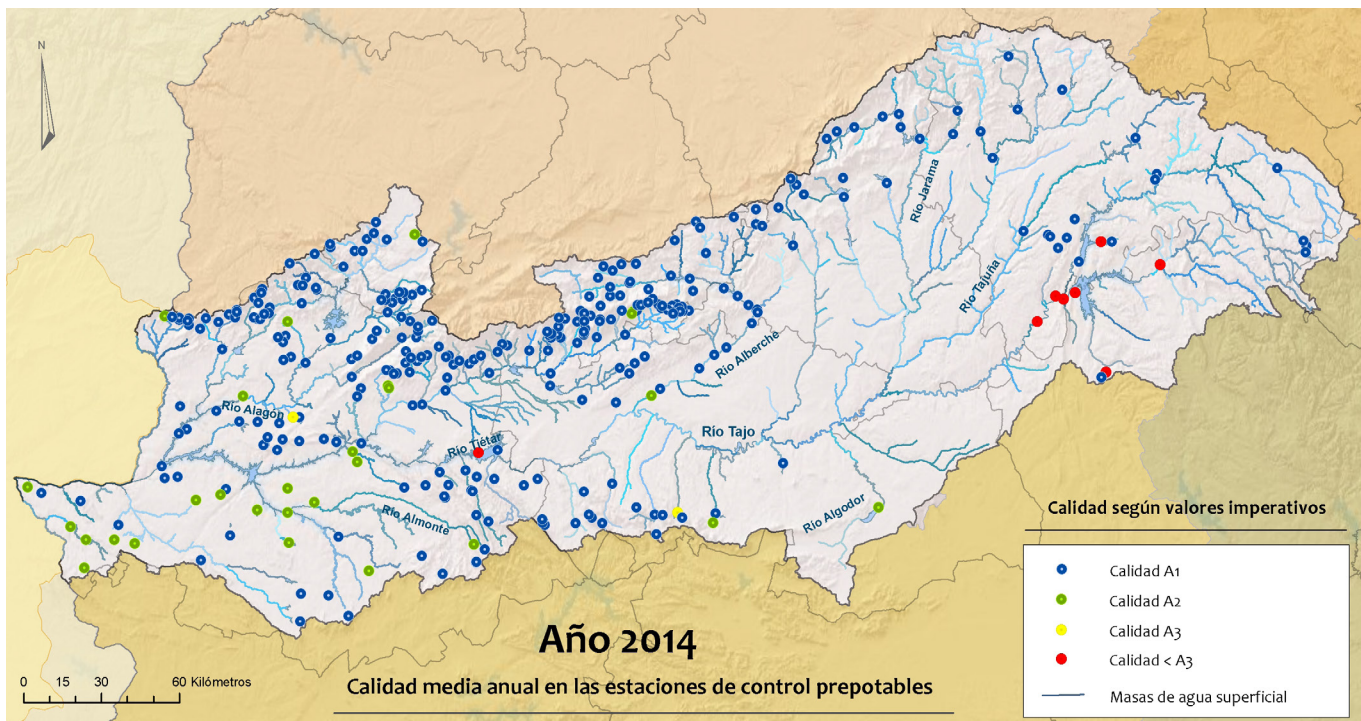 N
Río Jarama
Río Tajuña
Río Alberche
Río Alagón
Río Tajo
Río Tiétar
Río Almonte
Río Algodor
Calidad según valores imperativos
Calidad A1
Calidad A2
Calidad A3
Calidad < A3
Masas de agua superficial
Año 2014
Calidad media anual en las estaciones de control prepotables
0 15 30 60 Kilómetros